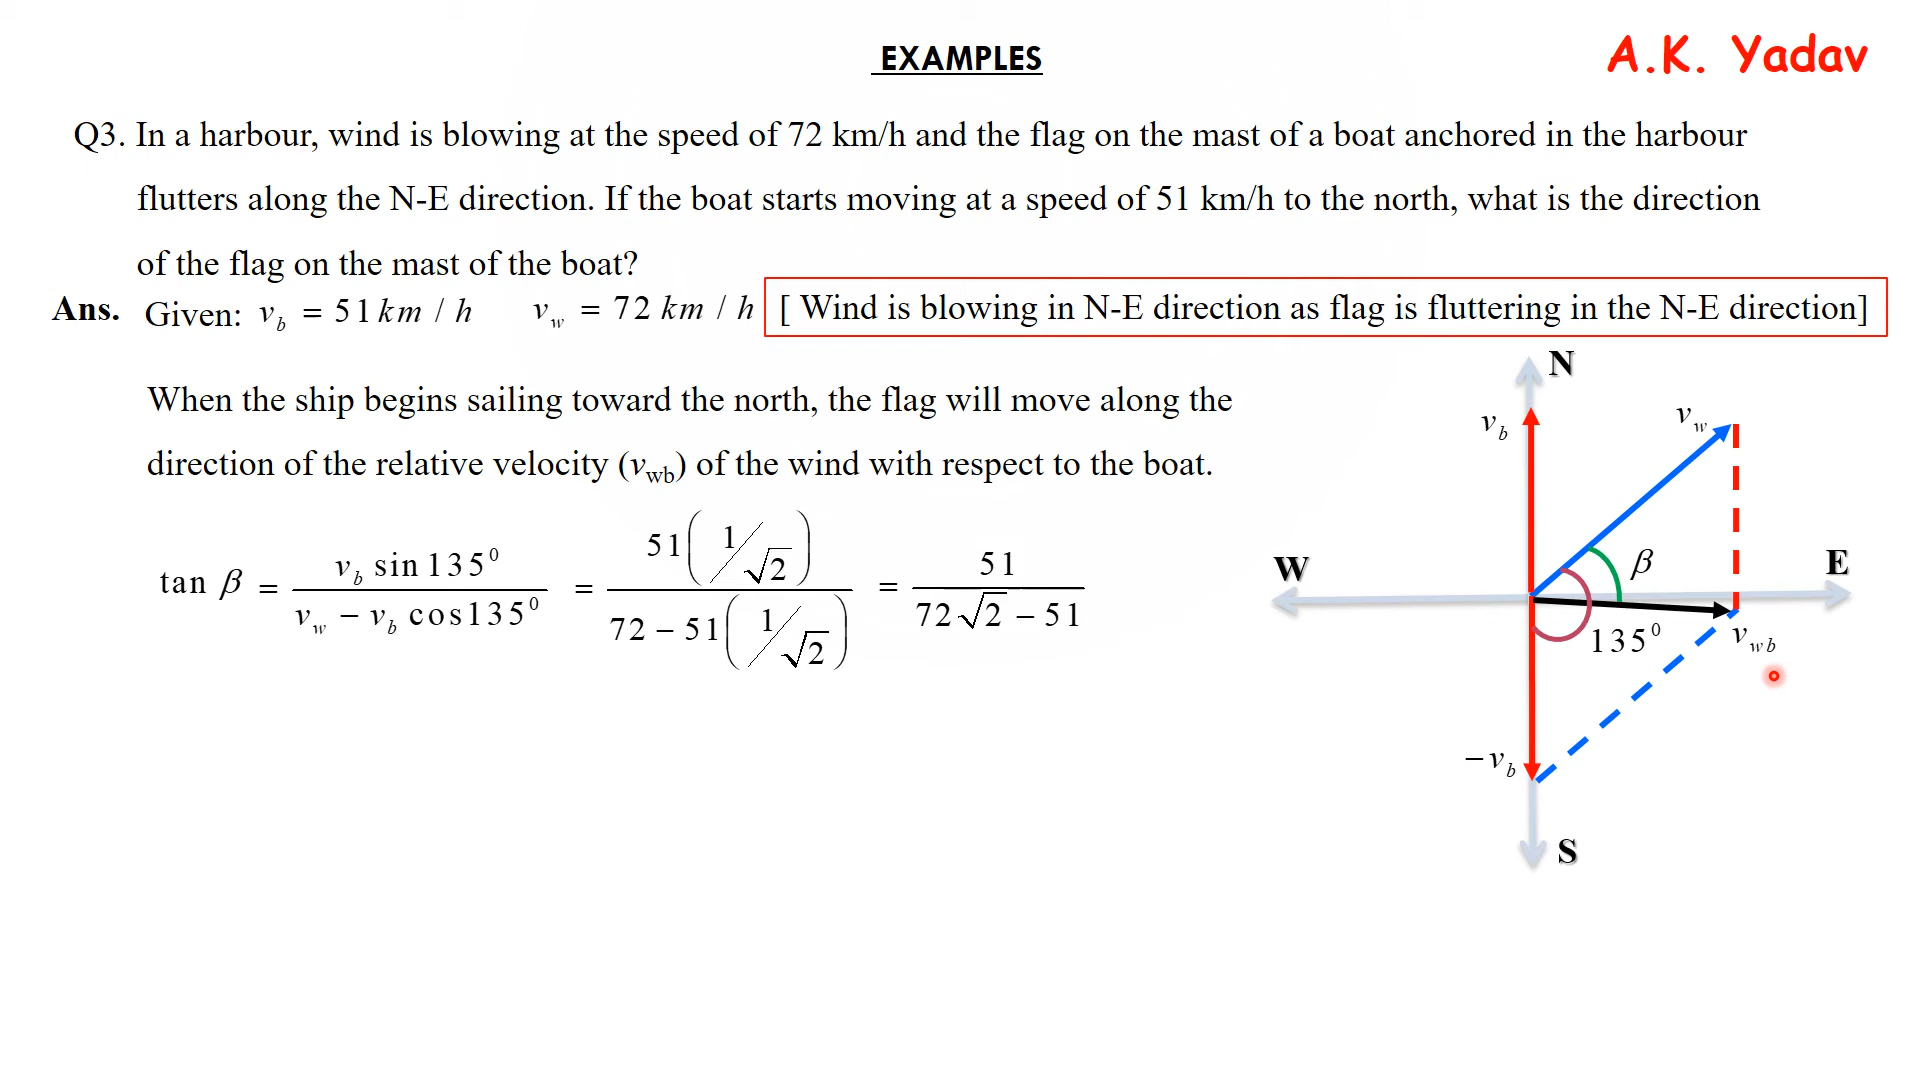 EXAMPLES
A.K. Yadav
Q3. In a harbour, wind is blowing at the speed of 72 km/h and the flag on the mast of a boat anchored in the harbour
flutters along the N-E direction. If the boat starts moving at a speed of 51 km/h to the north, what is the direction
of the flag on the mast of the boat?
Ans. Given: v_b = 51 km / h v_w = 72 km / h [ Wind is blowing in N-E direction as flag is fluttering in the N-E direction]
When the ship begins sailing toward the north, the flag will move along the
direction of the relative velocity (v_wb) of the wind with respect to the boat.
tan β = (v_b sin 135⁰) / (v_w − v_b cos 135⁰) = 51(1/√2) / (72 − 51(1/√2)) = 51 / (72√2 − 51)
N
v_b
v_w
W
β
E
135⁰
v_wb
−v_b
S